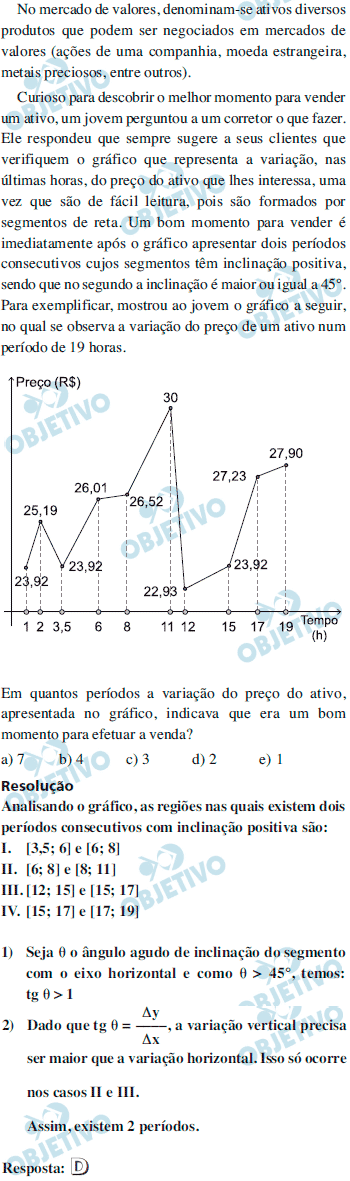 No mercado de valores, denominam-se ativos diversos
produtos que podem ser negociados em mercados de
valores (ações de uma companhia, moeda estrangeira,
metais preciosos, entre outros).
Curioso para descobrir o melhor momento para vender
um ativo, um jovem perguntou a um corretor o que fazer.
Ele respondeu que sempre sugere a seus clientes que
verifiquem o gráfico que representa a variação, nas
últimas horas, do preço do ativo que lhes interessa, uma
vez que são de fácil leitura, pois são formados por
segmentos de reta. Um bom momento para vender é
imediatamente após o gráfico apresentar dois períodos
consecutivos cujos segmentos têm inclinação positiva,
sendo que no segundo a inclinação é maior ou igual a 45°.
Para exemplificar, mostrou ao jovem o gráfico a seguir,
no qual se observa a variação do preço de um ativo num
período de 19 horas.
Preço (R$)
30
27,90
26,01
27,23
25,19
26,52
23,92
23,92
23,92
22,93
1 2 3,5 6 8 11 12 15 17 19 Tempo
(h)
Em quantos períodos a variação do preço do ativo,
apresentada no gráfico, indicava que era um bom
momento para efetuar a venda?
a) 7 b) 4 c) 3 d) 2 e) 1
Resolução
Analisando o gráfico, as regiões nas quais existem dois
períodos consecutivos com inclinação positiva são:
I. [3,5; 6] e [6; 8]
II. [6; 8] e [8; 11]
III. [12; 15] e [15; 17]
IV. [15; 17] e [17; 19]
1) Seja θ o ângulo agudo de inclinação do segmento
com o eixo horizontal e como θ > 45°, temos:
tg θ > 1
2) Dado que tg θ = Δy/Δx, a variação vertical precisa
ser maior que a variação horizontal. Isso só ocorre
nos casos II e III.
Assim, existem 2 períodos.
Resposta: D
OBJETIVO
OBJETIVO
OBJETIVO
OBJETIVO
OBJETIVO
OBJETIVO
OBJETIVO
OBJETIVO
OBJETIVO
OBJETIVO
OBJETIVO